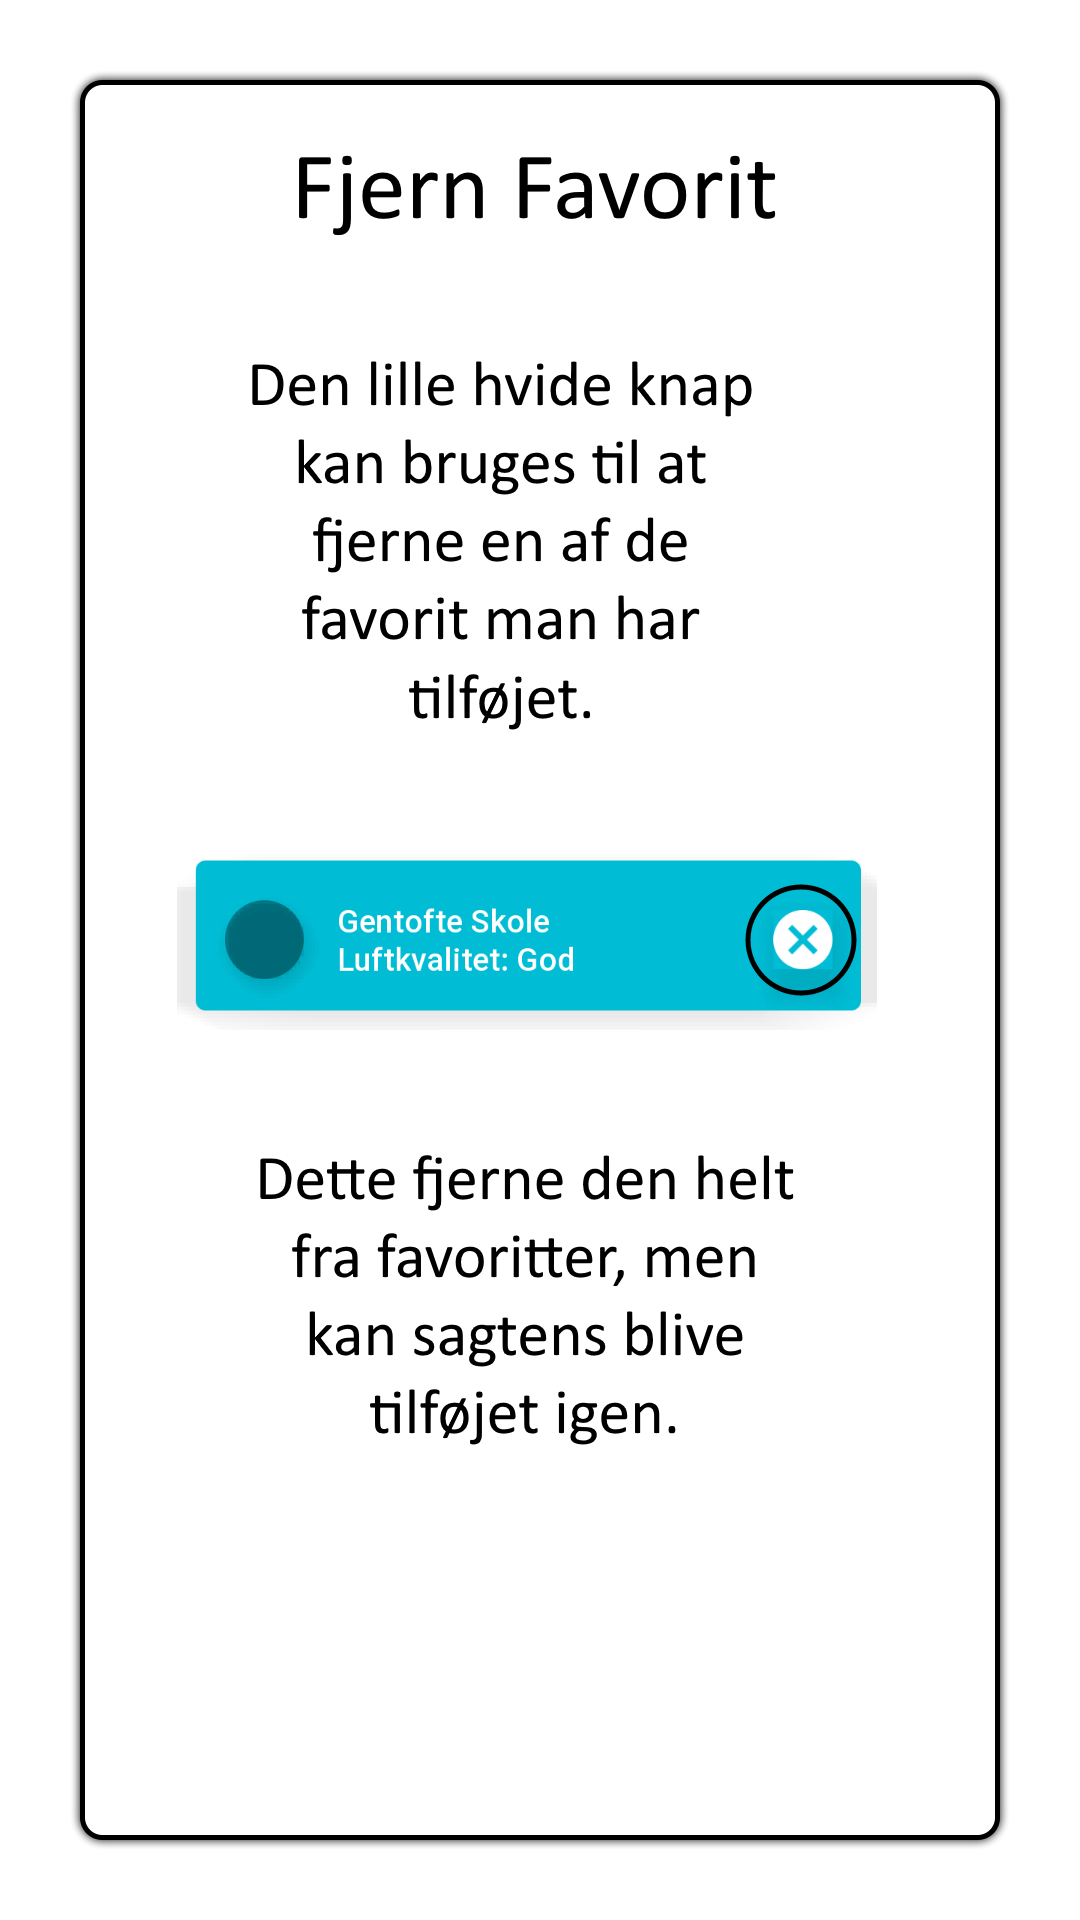 Fjern Favorit
Den lille hvide knap
kan bruges til at
fjerne en af de
favorit man har
tilføjet.
Gentofte Skole
Luftkvalitet: God
Dette fjerne den helt
fra favoritter, men
kan sagtens blive
tilføjet igen.